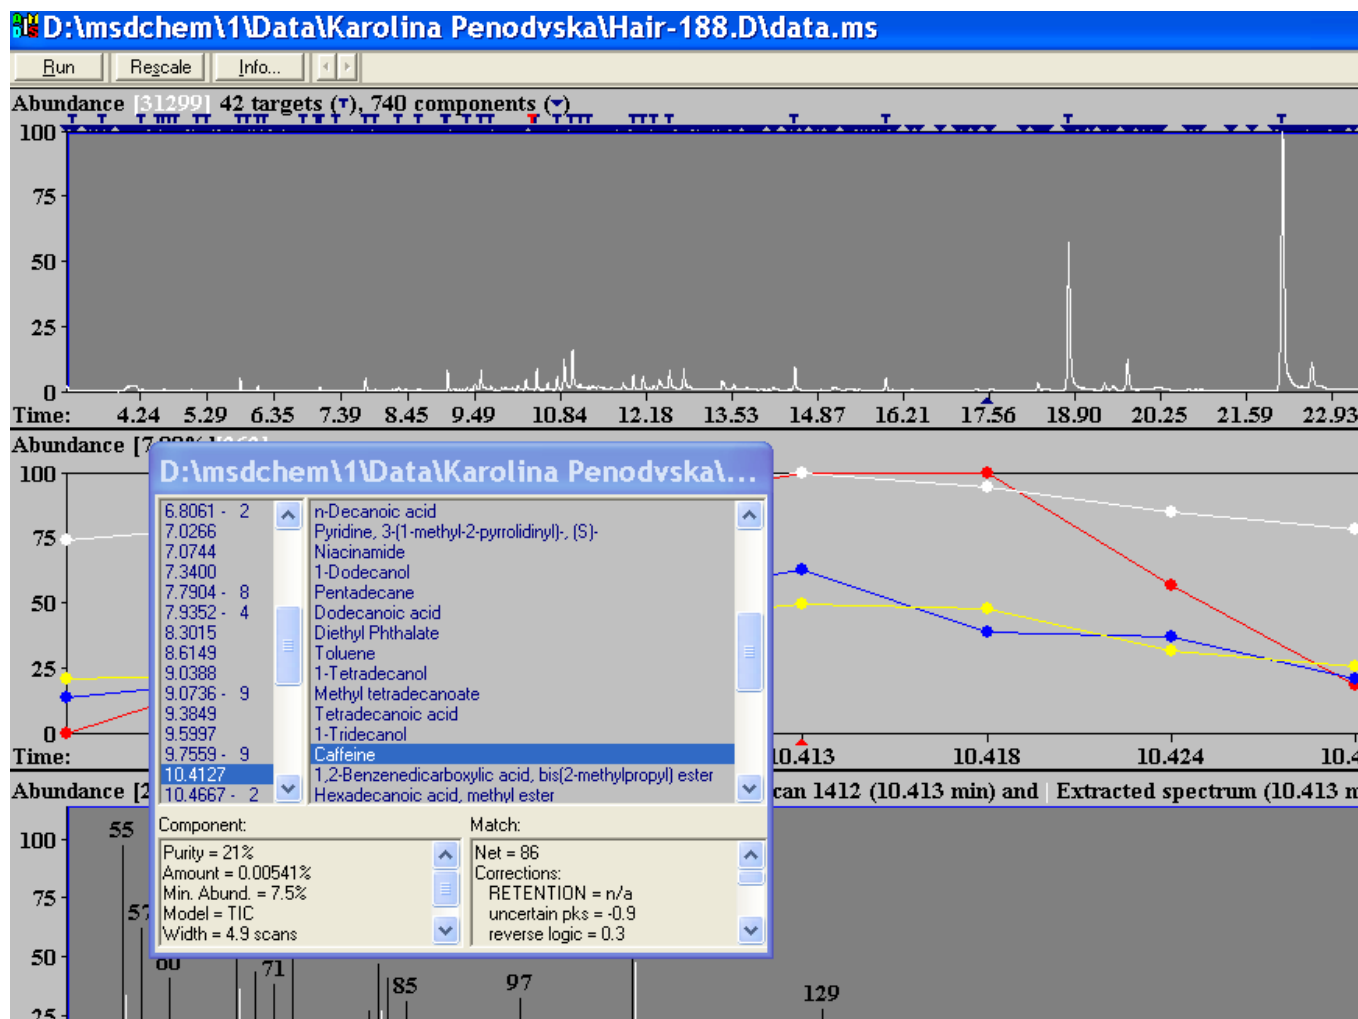 D:\msdchem\1\Data\Karolina Penodvska\Hair-188.D\data.ms
Run Rescale Info...
Abundance [31299] 42 targets (T), 740 components (▼)
100
75
50
25
0
Time: 4.24 5.29 6.35 7.39 8.45 9.49 10.84 12.18 13.53 14.87 16.21 17.56 18.90 20.25 21.59 22.93
Abundance
100
75
50
25
0
Time: 10.413 10.418 10.424
D:\msdchem\1\Data\Karolina Penodvska\...
6.8061 - 2 n-Decanoic acid
7.0266 Pyridine, 3-(1-methyl-2-pyrrolidinyl)-, (S)-
7.0744 Niacinamide
7.3400 1-Dodecanol
7.7904 - 8 Pentadecane
7.9352 - 4 Dodecanoic acid
8.3015 Diethyl Phthalate
8.6149 Toluene
9.0388 1-Tetradecanol
9.0736 - 9 Methyl tetradecanoate
9.3849 Tetradecanoic acid
9.5997 1-Tridecanol
9.7559 - 9 Caffeine
10.4127 1,2-Benzenedicarboxylic acid, bis(2-methylpropyl) ester
10.4667 - 2 Hexadecanoic acid, methyl ester
Component: Match:
Purity = 21% Net = 86
Amount = 0.00541% Corrections:
Min. Abund. = 7.5% RETENTION = n/a
Model = TIC uncertain pks = -0.9
Width = 4.9 scans reverse logic = 0.3
Abundance [2 can 1412 (10.413 min) and | Extracted spectrum (10.413 m
100
75
50
25
55
57
60
71
85
97
129